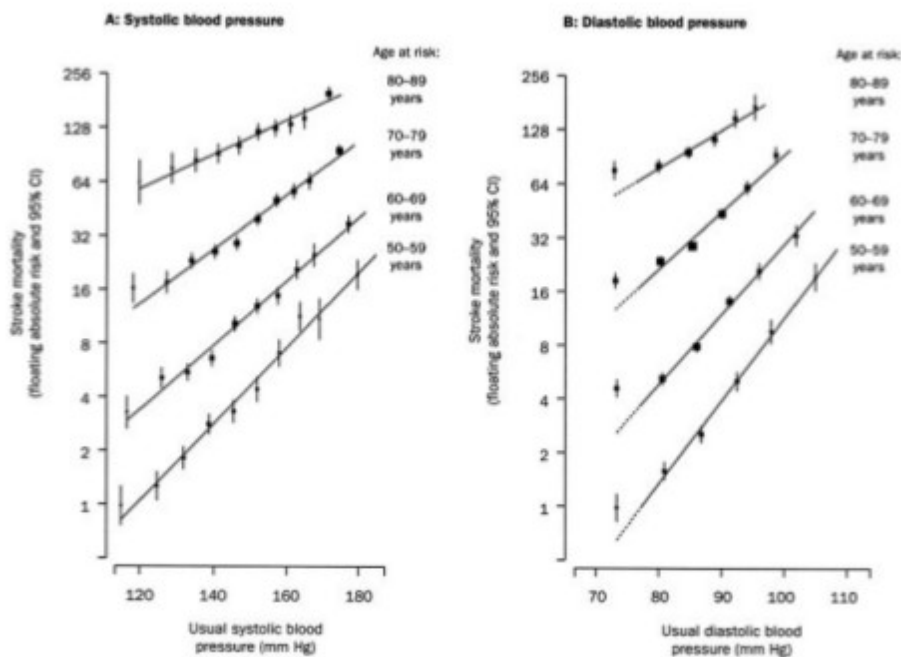 A: Systolic blood pressure
Age at risk:
80–89
years
70–79
years
60–69
years
50–59
years
256
128
64
32
16
8
4
2
1
Stroke mortality
(floating absolute risk and 95% CI)
120
140
160
180
Usual systolic blood
pressure (mm Hg)
B: Diastolic blood pressure
Age at risk:
80–89
years
70–79
years
60–69
years
50–59
years
256
128
64
32
16
8
4
2
1
Stroke mortality
(floating absolute risk and 95% CI)
70
80
90
100
110
Usual diastolic blood
pressure (mm Hg)